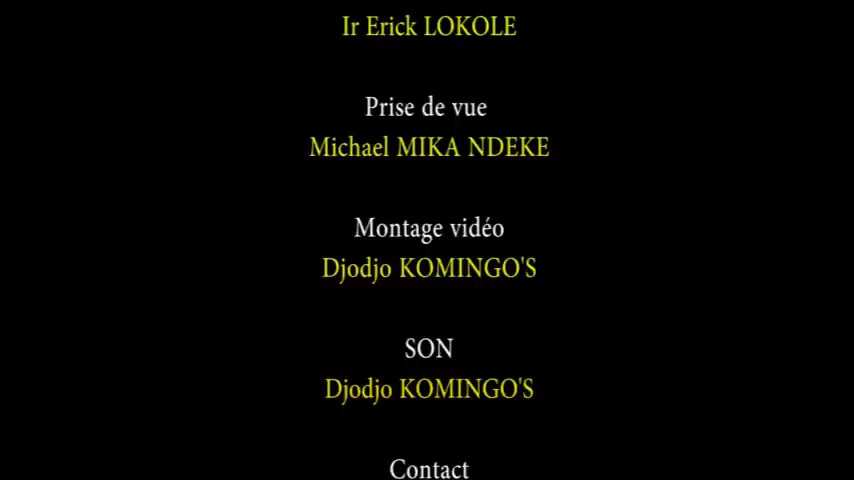 Ir Erick LOKOLE
Prise de vue
Michael MIKA NDEKE
Montage vidéo
Djodjo KOMINGO'S
SON
Djodjo KOMINGO'S
Contact